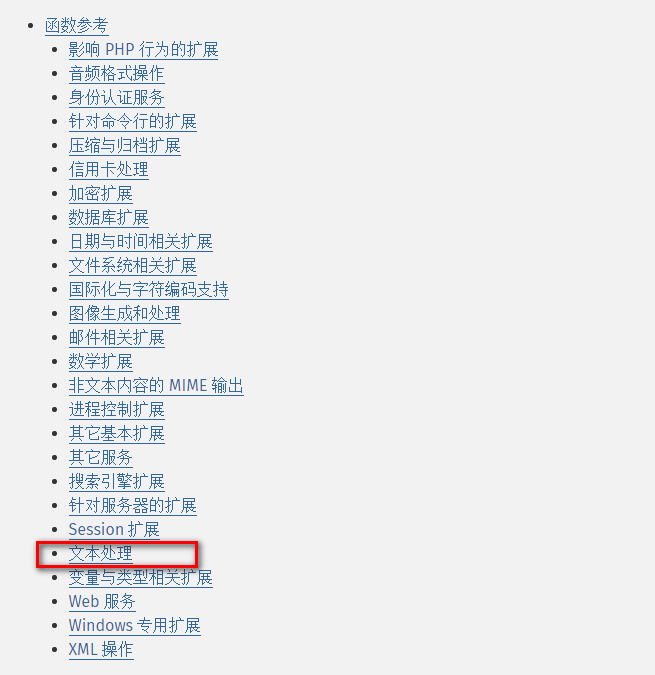 函数参考
影响 PHP 行为的扩展
音频格式操作
身份认证服务
针对命令行的扩展
压缩与归档扩展
信用卡处理
加密扩展
数据库扩展
日期与时间相关扩展
文件系统相关扩展
国际化与字符编码支持
图像生成和处理
邮件相关扩展
数学扩展
非文本内容的 MIME 输出
进程控制扩展
其它基本扩展
其它服务
搜索引擎扩展
针对服务器的扩展
Session 扩展
文本处理
变量与类型相关扩展
Web 服务
Windows 专用扩展
XML 操作